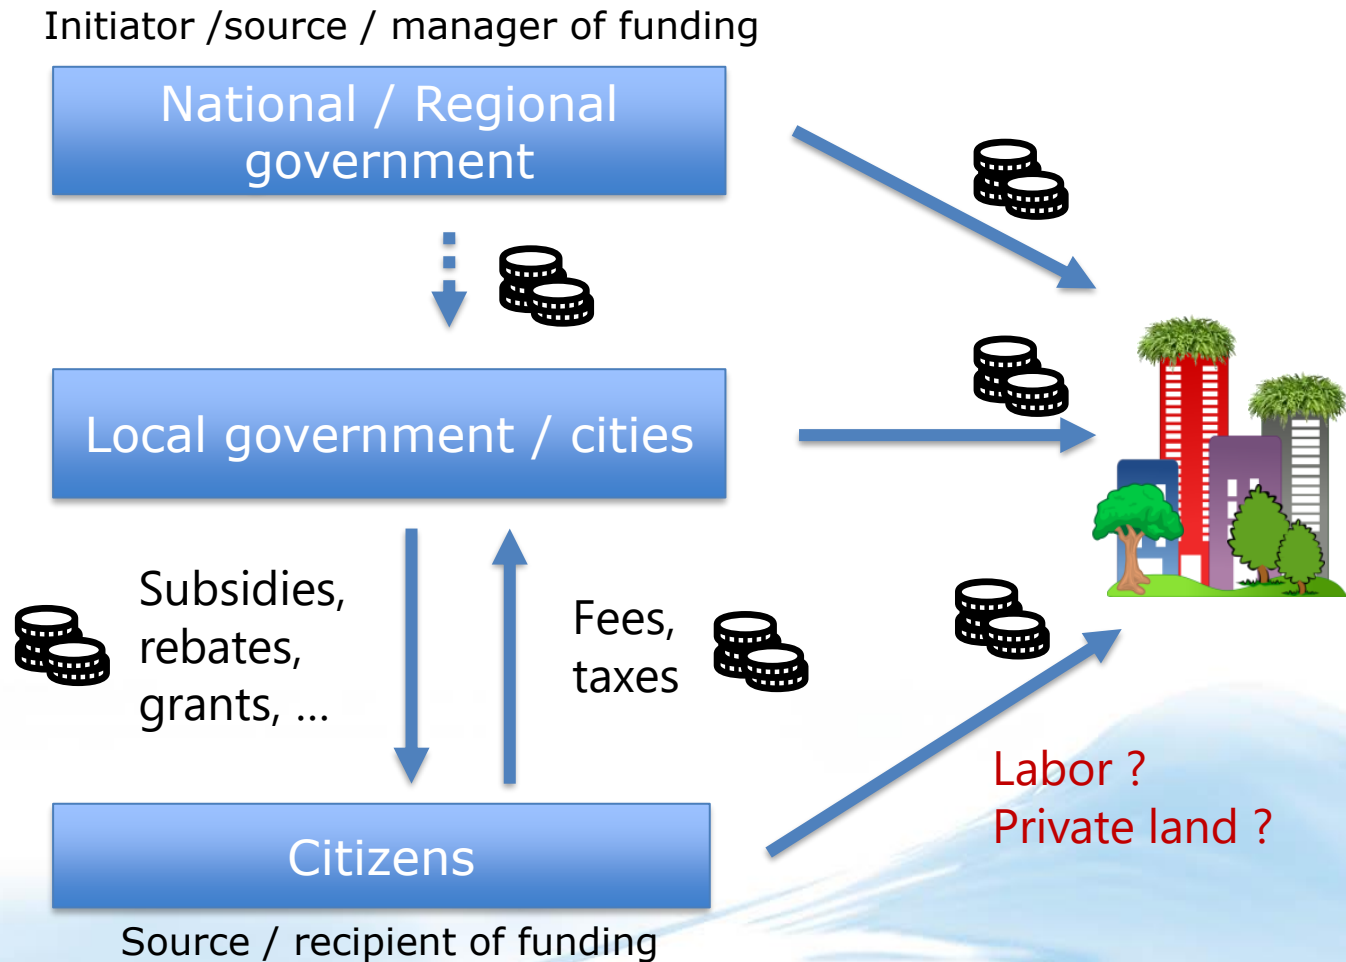 Initiator /source / manager of funding
National / Regional
government
Local government / cities
Subsidies,
rebates,
grants, ...
Fees,
taxes
Labor ?
Private land ?
Citizens
Source / recipient of funding